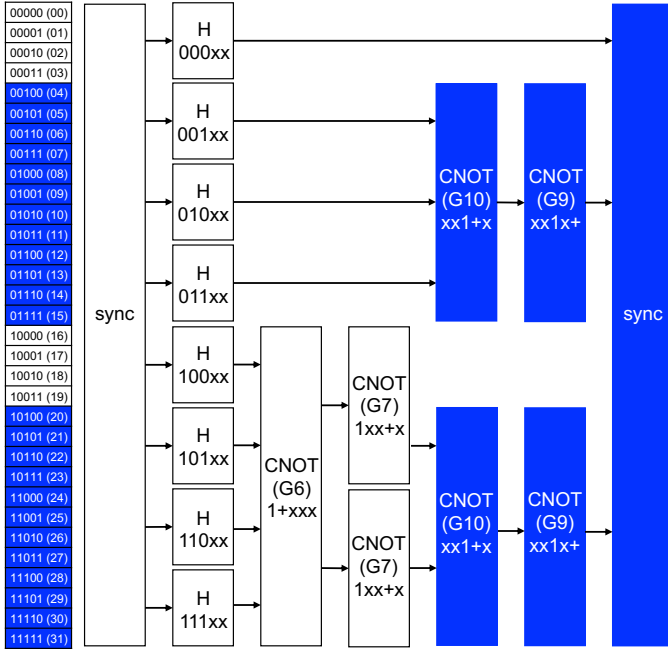 00000 (00)
00001 (01)
00010 (02)
00011 (03)
00100 (04)
00101 (05)
00110 (06)
00111 (07)
01000 (08)
01001 (09)
01010 (10)
01011 (11)
01100 (12)
01101 (13)
01110 (14)
01111 (15)
10000 (16)
10001 (17)
10010 (18)
10011 (19)
10100 (20)
10101 (21)
10110 (22)
10111 (23)
11000 (24)
11001 (25)
11010 (26)
11011 (27)
11100 (28)
11101 (29)
11110 (30)
11111 (31)
sync
H
000xx
H
001xx
H
010xx
H
011xx
H
100xx
H
101xx
H
110xx
H
111xx
CNOT
(G6)
1+xxx
CNOT
(G7)
1xx+x
CNOT
(G7)
1xx+x
CNOT
(G10)
xx1+x
CNOT
(G9)
xx1x+
CNOT
(G10)
xx1+x
CNOT
(G9)
xx1x+
sync